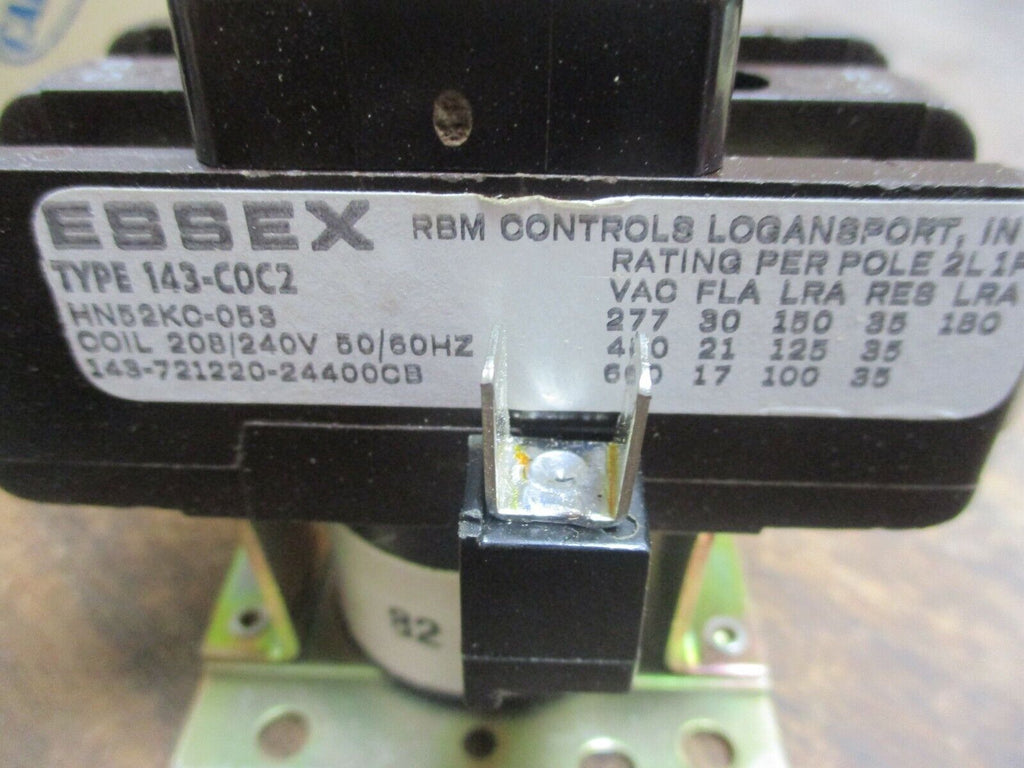 ESSEX RBM CONTROLS LOGANSPORT, IN
TYPE 143-C0C2
RATING PER POLE 2L
VAC FLA LRA RES LRA
HN52KC-053
277 30 150 35 180
COIL 208/240V 50/60HZ
21 125 35
143-721220-24400CB
17 100 35
82